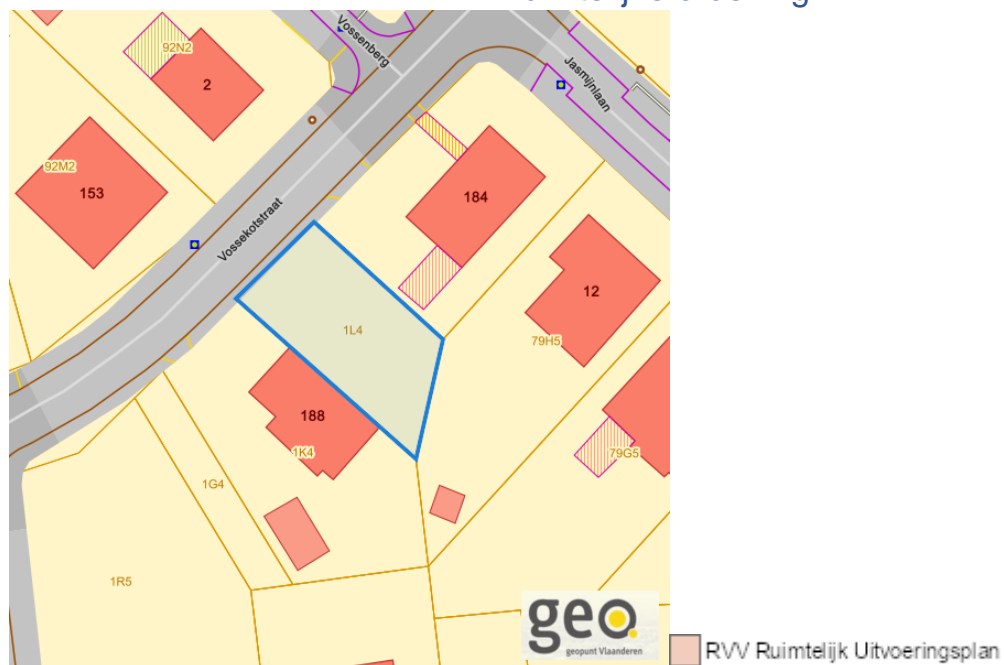 Vossenberg
92N2
2
Jasmijnlaan
92M2
153
184
Vossekotstraat
12
1L4
79H5
188
1K4
79G5
1G4
1R5
geo
geopunt Vlaanderen
RVV Ruimtelijk Uitvoeringsplan